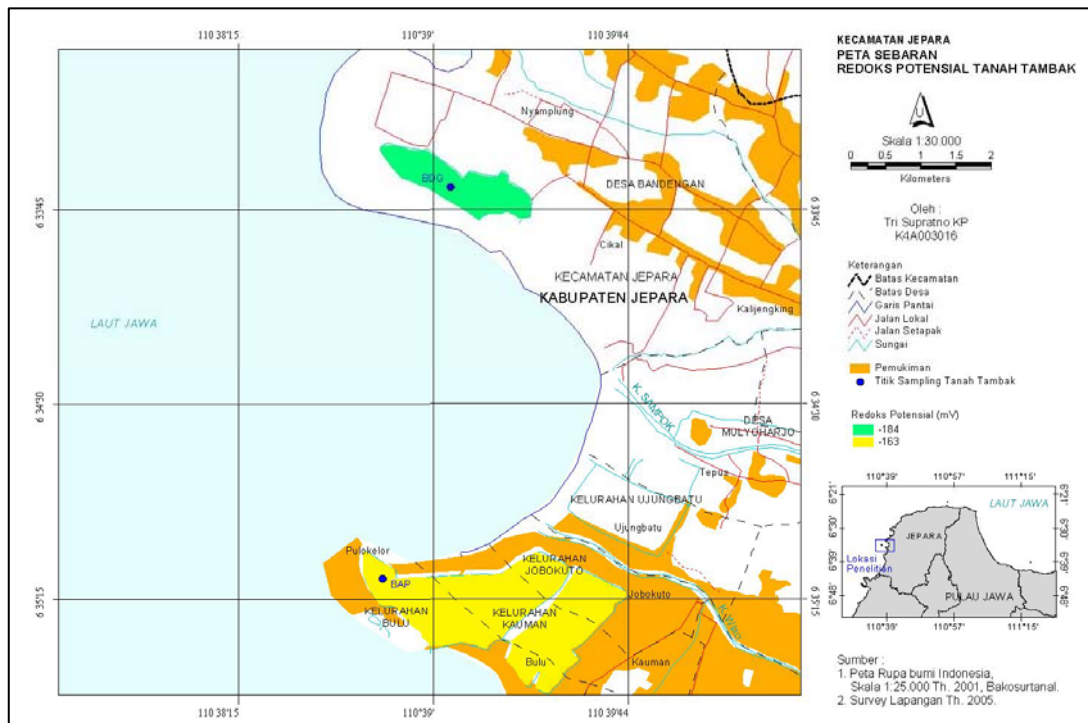 110 38'15
110°39'
110 39'44
KECAMATAN JEPARA
PETA SEBARAN
REDOKS POTENSIAL TANAH TAMBAK
U
Skala 1:30.000
0 0.5 1 1.5 2
Kilometers
Oleh :
Tri Supratno KP
K4A003016
Keterangan
Batas Kecamatan
Batas Desa
Garis Pantai
Jalan Lokal
Jalan Setapak
Sungai
Pemukiman
Titik Sampling Tanah Tambak
Redoks Potensial (mV)
-184
-163
Nyamplung
BDG
DESA BANDENGAN
6 33'45
6 33'45
Cikal
KECAMATAN JEPARA
KABUPATEN JEPARA
Kalijengking
LAUT JAWA
6 34'30
6 34'30
K. SAMPOK
DESA
MULYOHARJO
Tepus
KELURAHAN UJUNGBATU
Ujungbatu
Pulokelor
KELURAHAN
JOBOKUTO
BAP
Jobokuto
6 35'15
6 35'15
KELURAHAN
BULU
KELURAHAN
KAUMAN
K. Wiso
Bulu
Kauman
110 38'15
110°39'
110 39'44
110°39' 110°57' 111°15'
6°21'
6°21'
LAUT JAWA
6°30'
6°30'
JEPARA
6°39'
6°39'
Lokasi
Penelitian
6°48'
6°48'
PULAU JAWA
110°39' 110°57' 111°15'
Sumber :
1. Peta Rupa bumi Indonesia,
Skala 1:25.000 Th. 2001, Bakosurtanal.
2. Survey Lapangan Th. 2005.